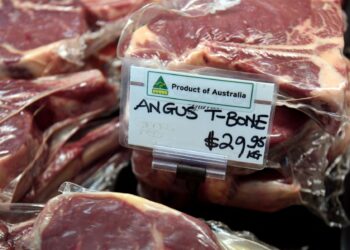 Product of Australia
ANGUS T-BONE
$29.95
KG